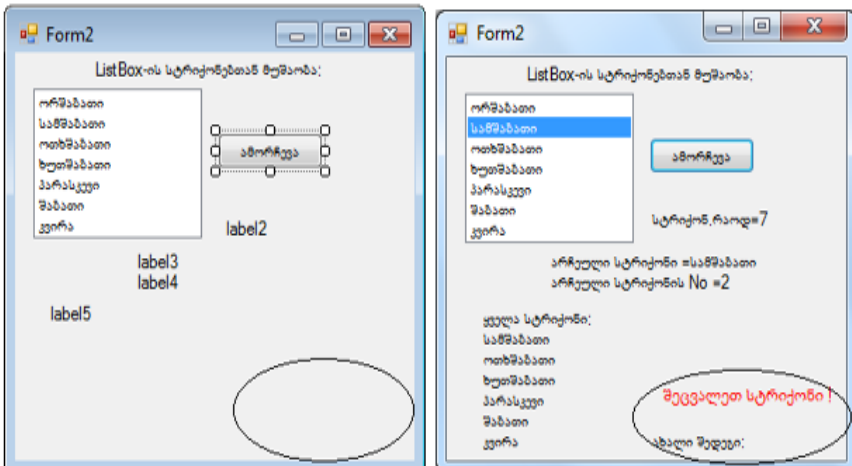 Form2
ListBox-ის სტრიქონებთან მუშაობა:
ორშაბათი
სამშაბათი
ოთხშაბათი
ხუთშაბათი
პარასკევი
შაბათი
კვირა
ამორჩევა
label2
label3
label4
label5
Form2
ListBox-ის სტრიქონებთან მუშაობა:
ორშაბათი
სამშაბათი
ოთხშაბათი
ხუთშაბათი
პარასკევი
შაბათი
კვირა
ამორჩევა
სტრიქონ.რაოდ=7
არჩეული სტრიქონი =სამშაბათი
არჩეული სტრიქონის No =2
ყველა სტრიქონი:
სამშაბათი
ოთხშაბათი
ხუთშაბათი
პარასკევი
შაბათი
კვირა
შეცვალეთ სტრიქონი !
ახალი შედეგი: